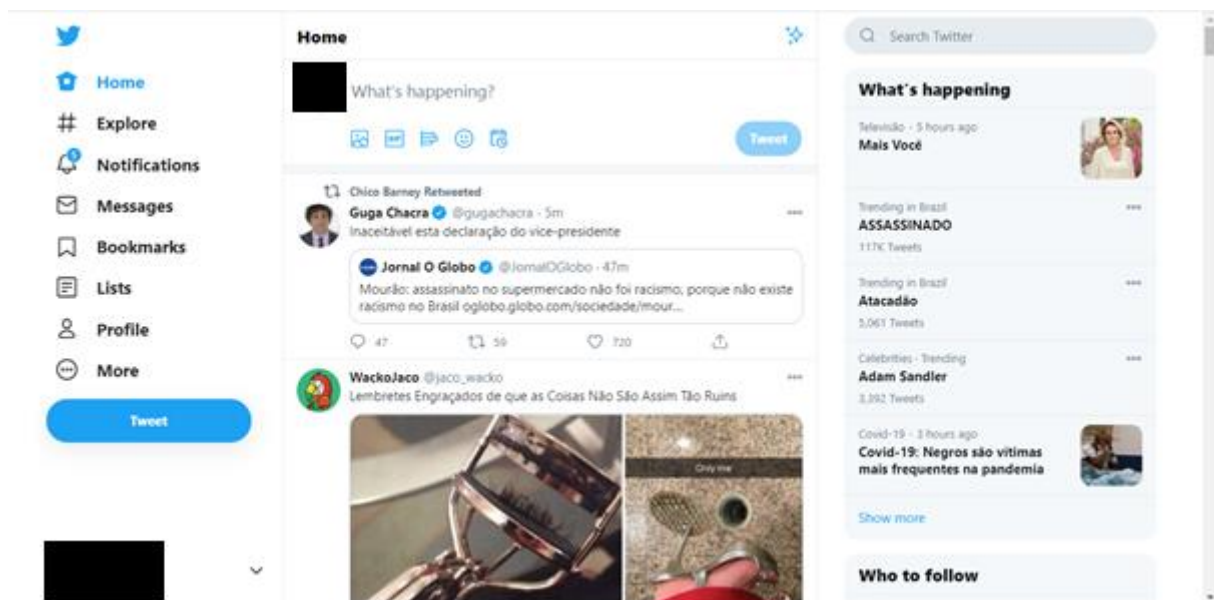 Home
Explore
5
Notifications
Messages
Bookmarks
Lists
Profile
More
Tweet
Home
What's happening?
GIF
Tweet
Chico Barney Retweeted
Guga Chacra @gugachacra · 5m
Inaceitável esta declaração do vice-presidente
Jornal O Globo @JornalOGlobo · 47m
Mourão: assassinato no supermercado não foi racismo; porque não existe
racismo no Brasil oglobo.globo.com/sociedade/mour...
47 59 720
WackoJaco @jaco_wacko
Lembretes Engraçados de que as Coisas Não São Assim Tão Ruins
Only me
Search Twitter
What's happening
Televisão · 5 hours ago
Mais Você
Trending in Brazil
ASSASSINADO
117K Tweets
Trending in Brazil
Atacadão
5,061 Tweets
Celebrities · Trending
Adam Sandler
3,392 Tweets
Covid-19 · 3 hours ago
Covid-19: Negros são vítimas
mais frequentes na pandemia
Show more
Who to follow